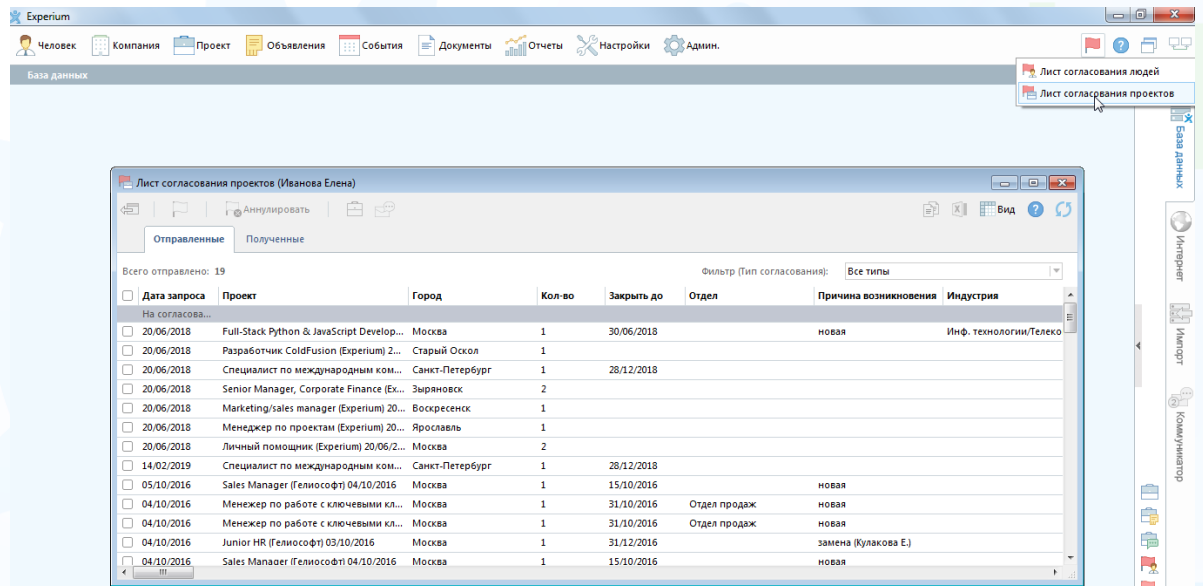 Experium
Человек Компания Проект Объявления События Документы Отчеты Настройки Админ.
База данных
Лист согласования людей
Лист согласования проектов
Лист согласования проектов (Иванова Елена)
Аннулировать Вид
Отправленные Полученные
Всего отправлено: 19 Фильтр (Тип согласования): Все типы
Дата запроса Проект Город Кол-во Закрыть до Отдел Причина возникновения Индустрия
На согласова...
20/06/2018 Full-Stack Python & JavaScript Develop... Москва 1 30/06/2018 новая Инф. технологии/Телеко
20/06/2018 Разработчик ColdFusion (Experium) 2... Старый Оскол 1
20/06/2018 Специалист по международным ком... Санкт-Петербург 1 28/12/2018
20/06/2018 Senior Manager, Corporate Finance (Ex... Зыряновск 2
20/06/2018 Marketing/sales manager (Experium) 20... Воскресенск 1
20/06/2018 Менеджер по проектам (Experium) 20... Ярославль 1
20/06/2018 Личный помощник (Experium) 20/06/2... Москва 2
14/02/2019 Специалист по международным ком... Санкт-Петербург 1 28/12/2018
05/10/2016 Sales Manager (Гелиософт) 04/10/2016 Москва 1 15/10/2016 новая
04/10/2016 Менежер по работе с ключевыми кл... Москва 1 31/10/2016 Отдел продаж новая
04/10/2016 Менежер по работе с ключевыми кл... Москва 1 31/10/2016 Отдел продаж новая
04/10/2016 Junior HR (Гелиософт) 03/10/2016 Москва 1 31/12/2016 замена (Кулакова Е.)
04/10/2016 Sales Manager (Гелиософт) 04/10/2016 Москва 1 15/10/2016 новая
База данных
Интернет
Импорт
2
Коммуникатор